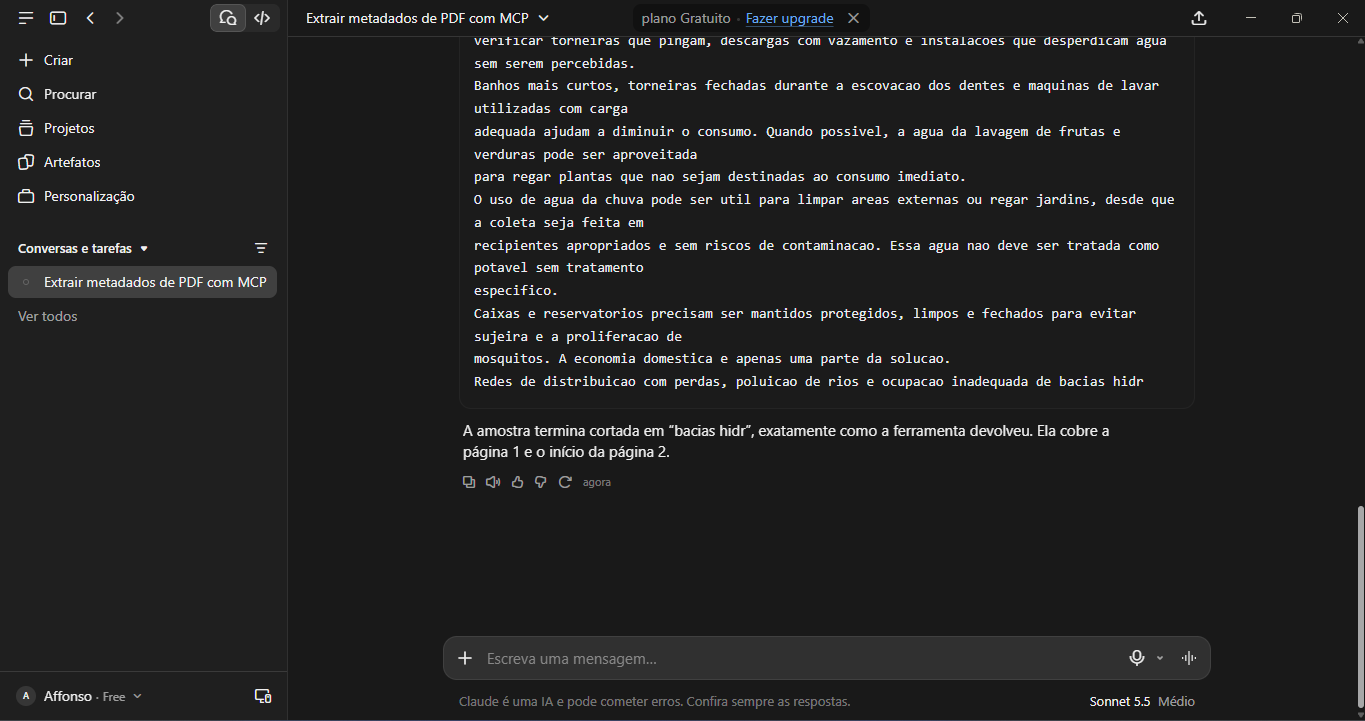 Extrair metadados de PDF com MCP
plano Gratuito · Fazer upgrade
Criar
Procurar
Projetos
Artefatos
Personalização
Conversas e tarefas
Extrair metadados de PDF com MCP
Ver todos
verificar torneiras que pingam, descargas com vazamento e instalacoes que desperdicam agua
sem serem percebidas.
Banhos mais curtos, torneiras fechadas durante a escovacao dos dentes e maquinas de lavar
utilizadas com carga
adequada ajudam a diminuir o consumo. Quando possivel, a agua da lavagem de frutas e
verduras pode ser aproveitada
para regar plantas que nao sejam destinadas ao consumo imediato.
O uso de agua da chuva pode ser util para limpar areas externas ou regar jardins, desde que
a coleta seja feita em
recipientes apropriados e sem riscos de contaminacao. Essa agua nao deve ser tratada como
potavel sem tratamento
especifico.
Caixas e reservatorios precisam ser mantidos protegidos, limpos e fechados para evitar
sujeira e a proliferacao de
mosquitos. A economia domestica e apenas uma parte da solucao.
Redes de distribuicao com perdas, poluicao de rios e ocupacao inadequada de bacias hidr
A amostra termina cortada em "bacias hidr", exatamente como a ferramenta devolveu. Ela cobre a
página 1 e o início da página 2.
agora
Escreva uma mensagem...
A Affonso · Free
Claude é uma IA e pode cometer erros. Confira sempre as respostas.
Sonnet 5.5 Médio